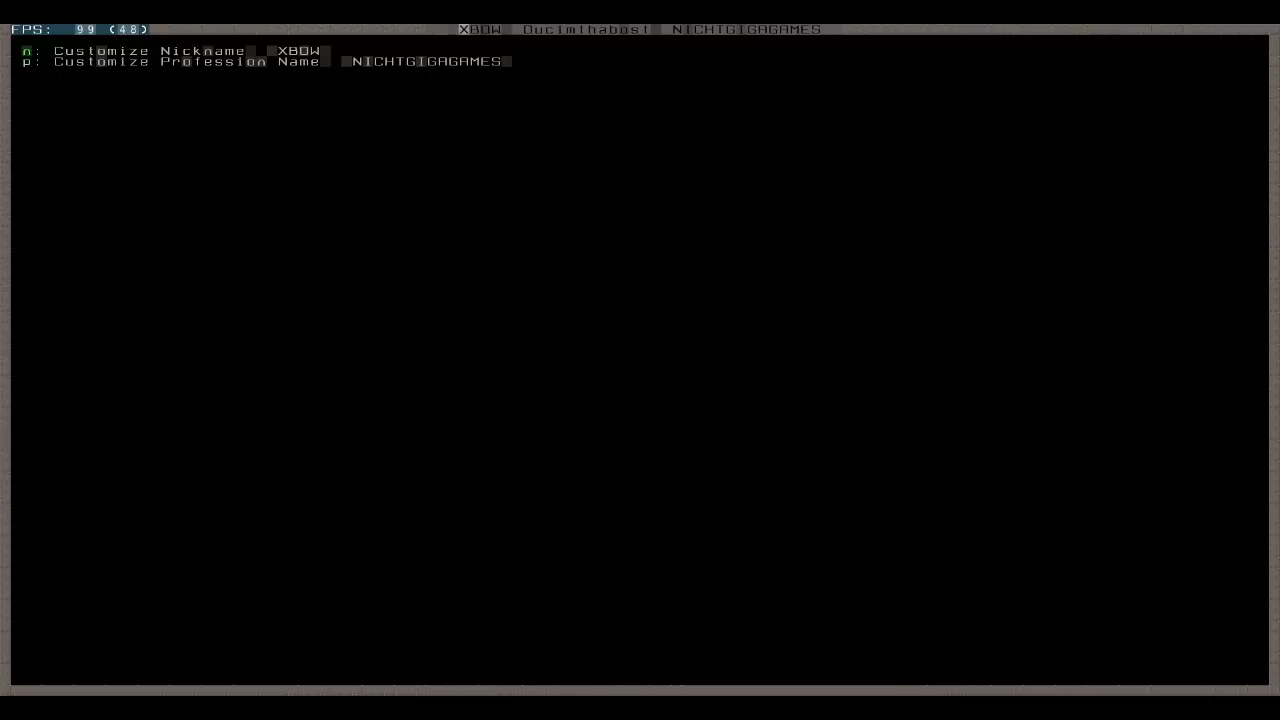 FPS: 99 (48) XBOW Ducimthabost NICHTGIGAGAMES
n: Customize Nickname XBOW
p: Customize Profession Name NICHTGIGAGAMES